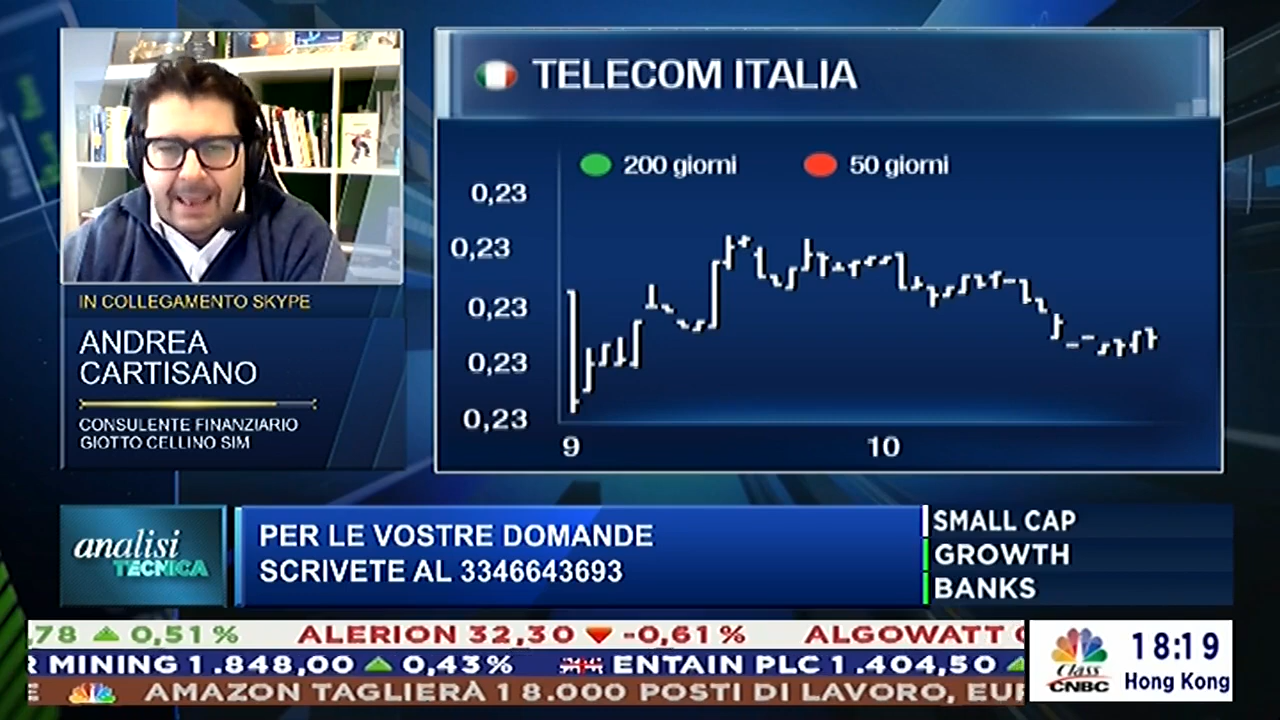 TELECOM ITALIA
200 giorni
50 giorni
0,23
0,23
0,23
0,23
0,23
9
10
IN COLLEGAMENTO SKYPE
ANDREA
CARTISANO
CONSULENTE FINANZIARIO
GIOTTO CELLINO SIM
analisi
TECNICA
PER LE VOSTRE DOMANDE
SCRIVETE AL 3346643693
SMALL CAP
GROWTH
BANKS
,78 0,51% ALERION 32,30 -0,61% ALGOWATT
R MINING 1.848,00 0,43% ENTAIN PLC 1.404,50
E AMAZON TAGLIERÀ 18.000 POSTI DI LAVORO, EUR
Class
CNBC
18:19
Hong Kong